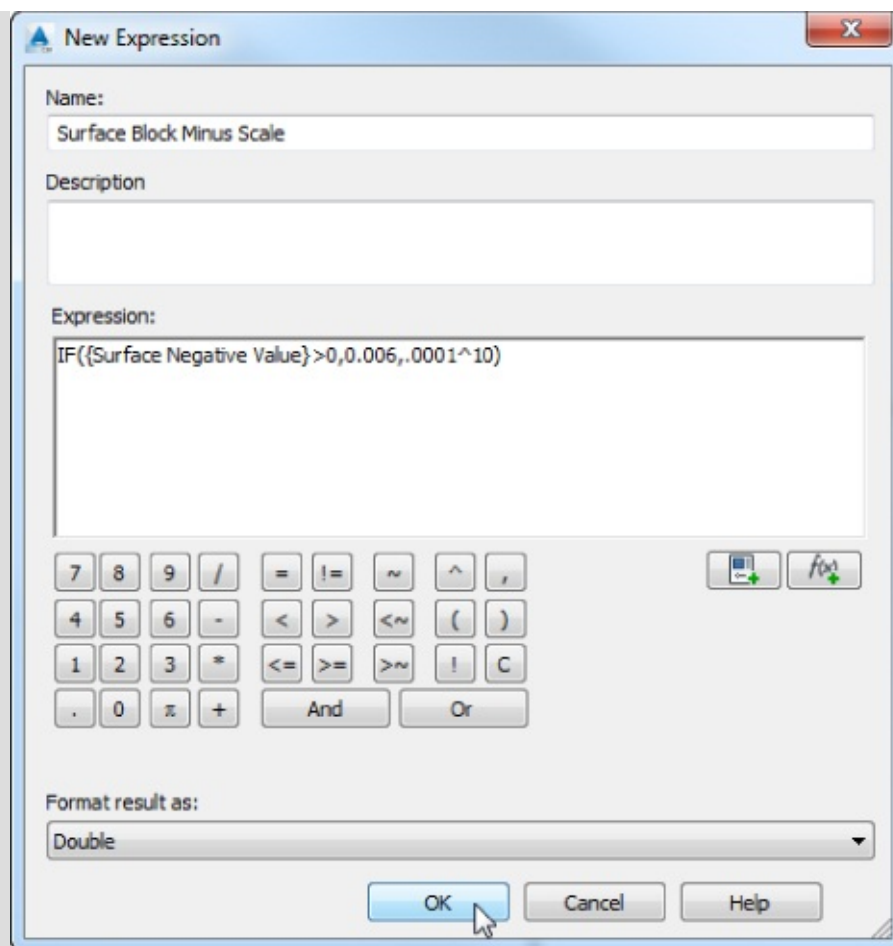 New Expression
Name:
Surface Block Minus Scale
Description
Expression:
IF({Surface Negative Value}>0,0.006,.0001^10)
7 8 9 / = != ~ ^ ,
4 5 6 - < > <~ ( )
1 2 3 * <= >= >~ ! C
. 0 π + And Or
f(x)
Format result as:
Double
OK Cancel Help